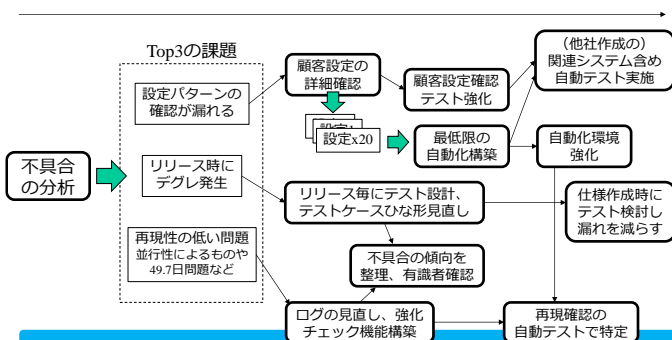 Top3の課題
設定パターンの
確認が漏れる
リリース時に
デグレ発生
再現性の低い問題
並行性によるものや
49.7日問題など
不具合
の分析
顧客設定の
詳細確認
設定x20
顧客設定確認
テスト強化
(他社作成の)
関連システム含め
自動テスト実施
最低限の
自動化構築
自動化環境
強化
リリース毎にテスト設計、
テストケースひな形見直し
仕様作成時に
テスト検討し
漏れを減らす
不具合の傾向を
整理、有識者確認
ログの見直し、強化
チェック機能構築
再現確認の
自動テストで特定